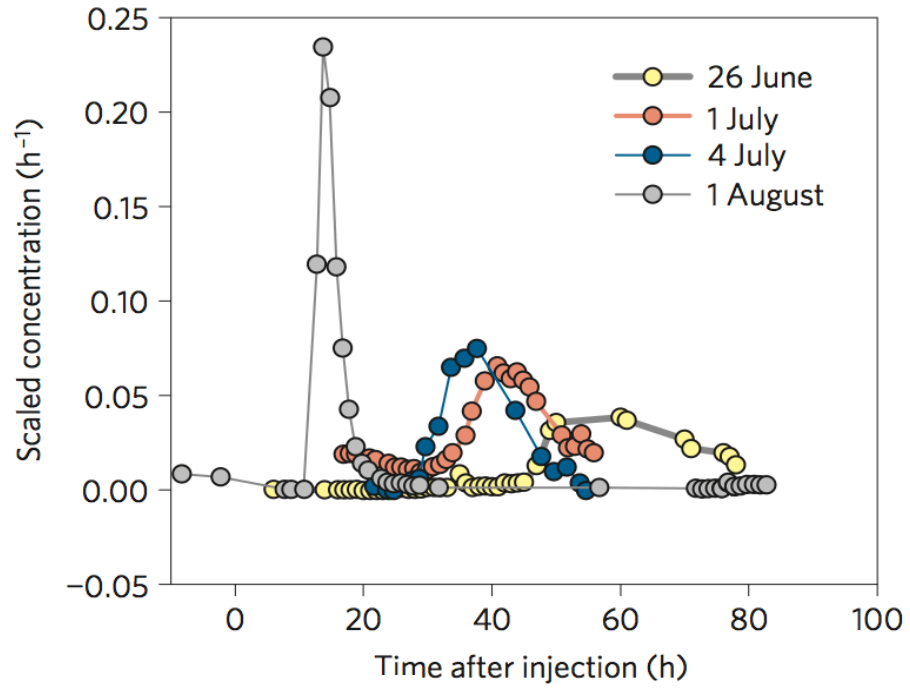 0.25
0.20
0.15
0.10
0.05
0.00
−0.05
Scaled concentration (h⁻¹)
26 June
1 July
4 July
1 August
0 20 40 60 80 100
Time after injection (h)